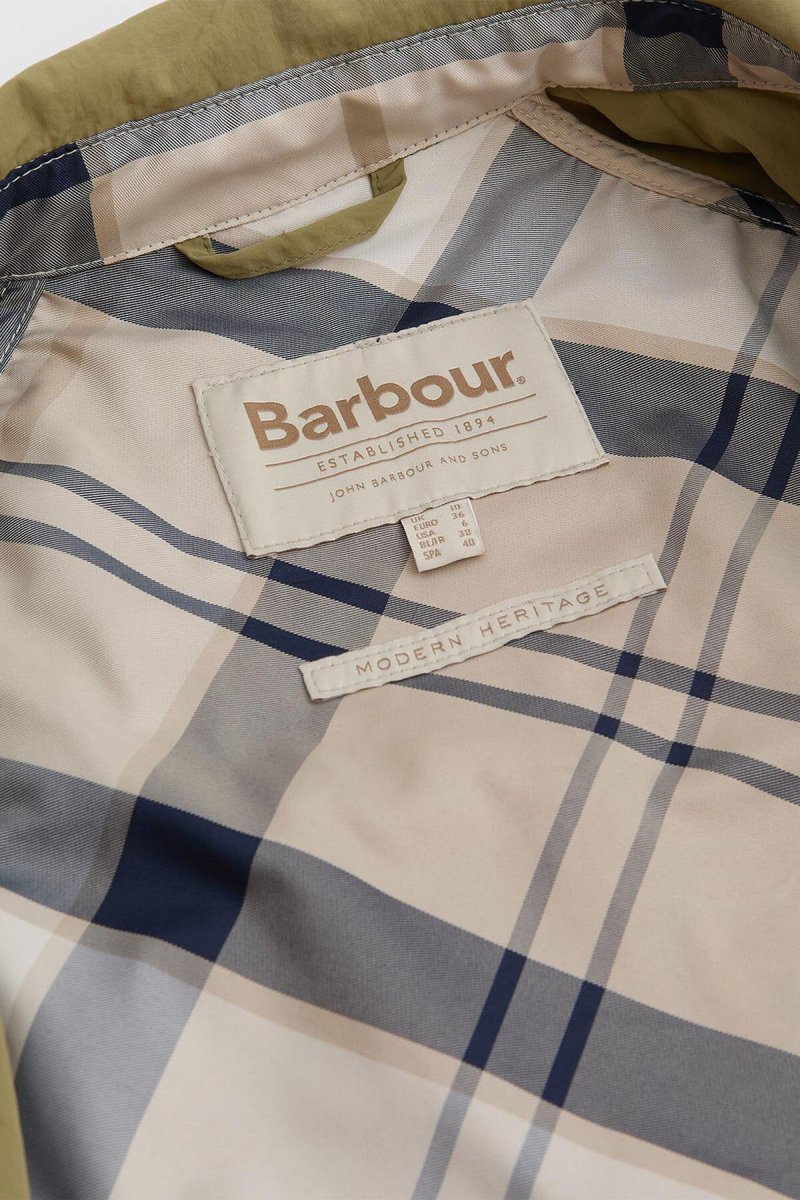 Barbour®
ESTABLISHED 1894
JOHN BARBOUR AND SONS
UK 10
EURO 36
USA 6
BL/FR 38
SPA 40
MODERN HERITAGE